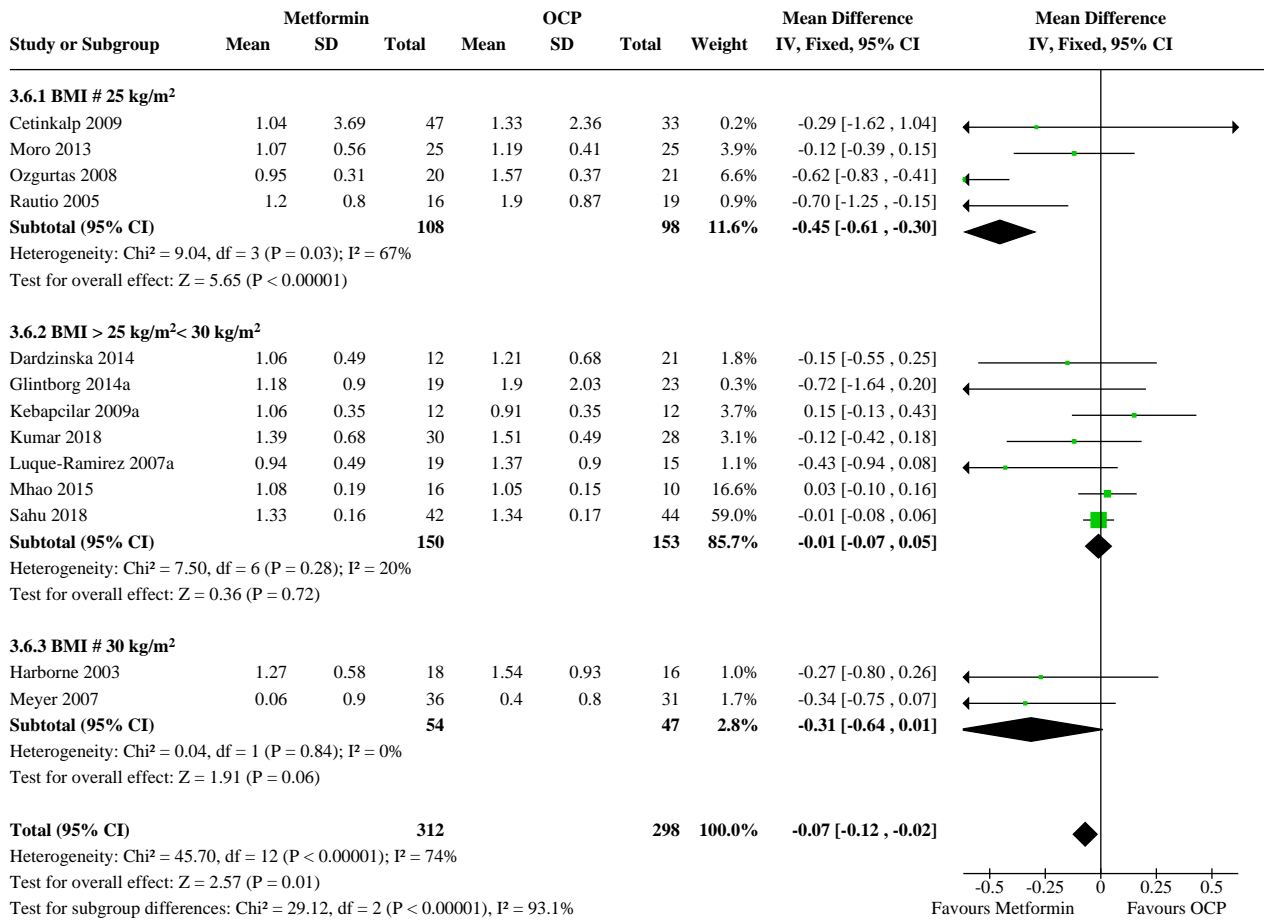 Metformin OCP Mean Difference Mean Difference
Study or Subgroup Mean SD Total Mean SD Total Weight IV, Fixed, 95% CI IV, Fixed, 95% CI
3.6.1 BMI # 25 kg/m²
Cetinkalp 2009 1.04 3.69 47 1.33 2.36 33 0.2% -0.29 [-1.62 , 1.04]
Moro 2013 1.07 0.56 25 1.19 0.41 25 3.9% -0.12 [-0.39 , 0.15]
Ozgurtas 2008 0.95 0.31 20 1.57 0.37 21 6.6% -0.62 [-0.83 , -0.41]
Rautio 2005 1.2 0.8 16 1.9 0.87 19 0.9% -0.70 [-1.25 , -0.15]
Subtotal (95% CI) 108 98 11.6% -0.45 [-0.61 , -0.30]
Heterogeneity: Chi² = 9.04, df = 3 (P = 0.03); I² = 67%
Test for overall effect: Z = 5.65 (P < 0.00001)
3.6.2 BMI > 25 kg/m²< 30 kg/m²
Dardzinska 2014 1.06 0.49 12 1.21 0.68 21 1.8% -0.15 [-0.55 , 0.25]
Glintborg 2014a 1.18 0.9 19 1.9 2.03 23 0.3% -0.72 [-1.64 , 0.20]
Kebapcilar 2009a 1.06 0.35 12 0.91 0.35 12 3.7% 0.15 [-0.13 , 0.43]
Kumar 2018 1.39 0.68 30 1.51 0.49 28 3.1% -0.12 [-0.42 , 0.18]
Luque-Ramirez 2007a 0.94 0.49 19 1.37 0.9 15 1.1% -0.43 [-0.94 , 0.08]
Mhao 2015 1.08 0.19 16 1.05 0.15 10 16.6% 0.03 [-0.10 , 0.16]
Sahu 2018 1.33 0.16 42 1.34 0.17 44 59.0% -0.01 [-0.08 , 0.06]
Subtotal (95% CI) 150 153 85.7% -0.01 [-0.07 , 0.05]
Heterogeneity: Chi² = 7.50, df = 6 (P = 0.28); I² = 20%
Test for overall effect: Z = 0.36 (P = 0.72)
3.6.3 BMI # 30 kg/m²
Harborne 2003 1.27 0.58 18 1.54 0.93 16 1.0% -0.27 [-0.80 , 0.26]
Meyer 2007 0.06 0.9 36 0.4 0.8 31 1.7% -0.34 [-0.75 , 0.07]
Subtotal (95% CI) 54 47 2.8% -0.31 [-0.64 , 0.01]
Heterogeneity: Chi² = 0.04, df = 1 (P = 0.84); I² = 0%
Test for overall effect: Z = 1.91 (P = 0.06)
Total (95% CI) 312 298 100.0% -0.07 [-0.12 , -0.02]
Heterogeneity: Chi² = 45.70, df = 12 (P < 0.00001); I² = 74%
Test for overall effect: Z = 2.57 (P = 0.01) -0.5 -0.25 0 0.25 0.5
Test for subgroup differences: Chi² = 29.12, df = 2 (P < 0.00001), I² = 93.1% Favours Metformin Favours OCP